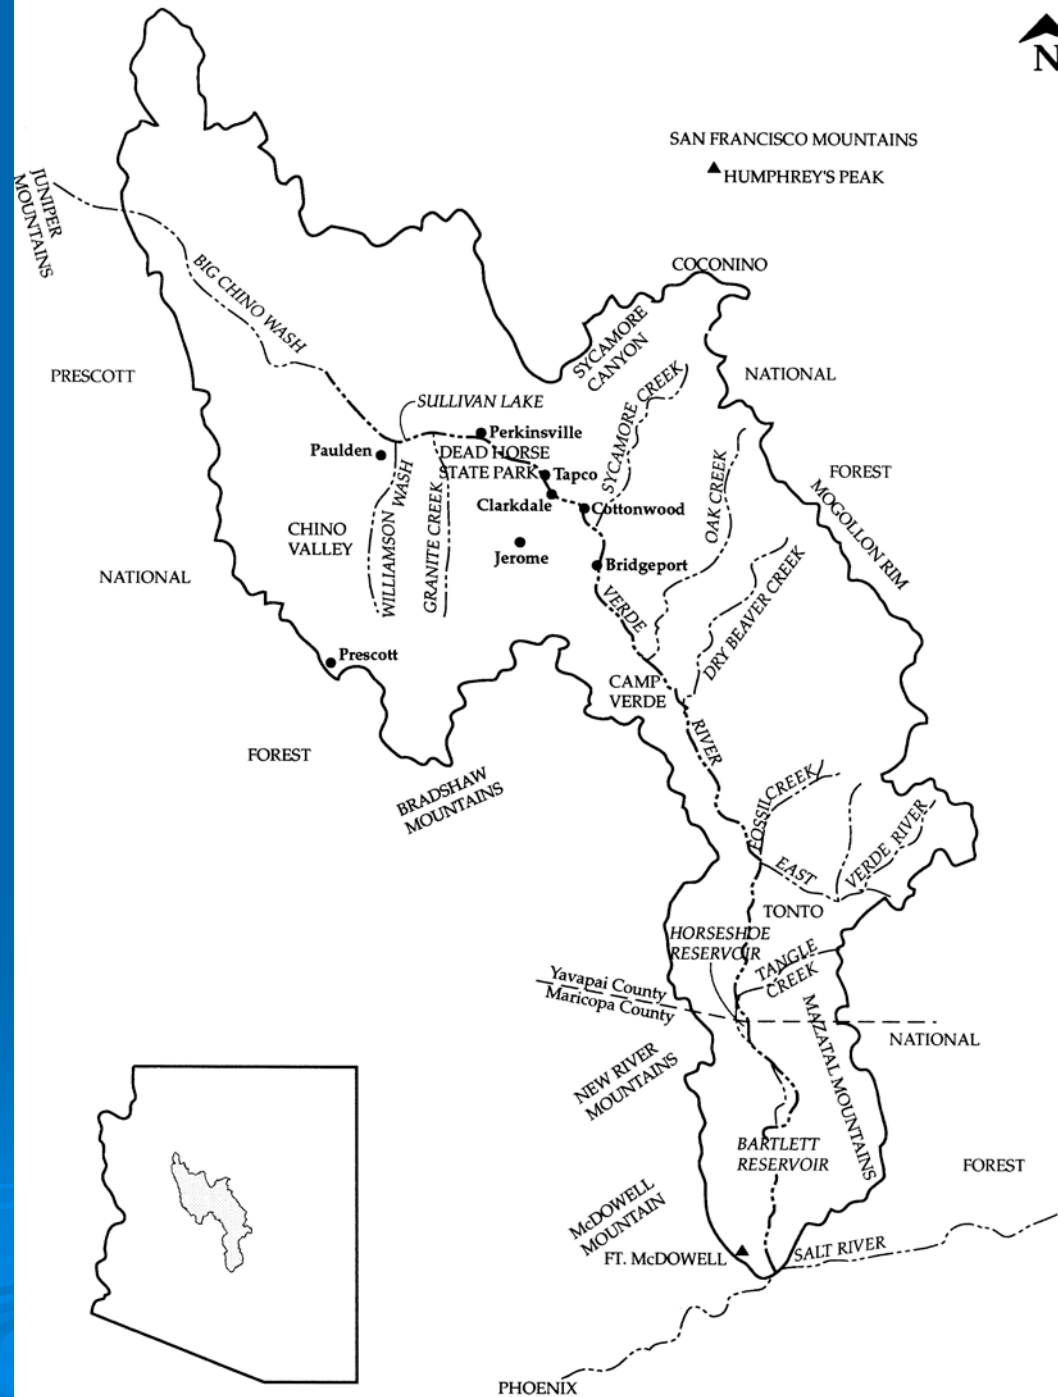 N
SAN FRANCISCO MOUNTAINS
HUMPHREY'S PEAK
JUNIPER
MOUNTAINS
COCONINO
BIG CHINO WASH
SYCAMORE
CANYON
PRESCOTT
NATIONAL
SULLIVAN LAKE
SYCAMORE CREEK
Perkinsville
Paulden
DEAD HORSE
STATE PARK
Tapco
FOREST
MOGOLLON RIM
Clarkdale
Cottonwood
OAK CREEK
WILLIAMSON WASH
GRANITE CREEK
CHINO
VALLEY
Jerome
Bridgeport
NATIONAL
VERDE
DRY BEAVER CREEK
Prescott
CAMP
VERDE
RIVER
FOREST
BRADSHAW
MOUNTAINS
FOSSIL CREEK
EAST
VERDE RIVER
TONTO
HORSESHOE
RESERVOIR
TANGLE
CREEK
Yavapai County
Maricopa County
MAZATAL MOUNTAINS
NATIONAL
NEW RIVER
MOUNTAINS
BARTLETT
RESERVOIR
FOREST
McDOWELL
MOUNTAIN
FT. McDOWELL
SALT RIVER
PHOENIX